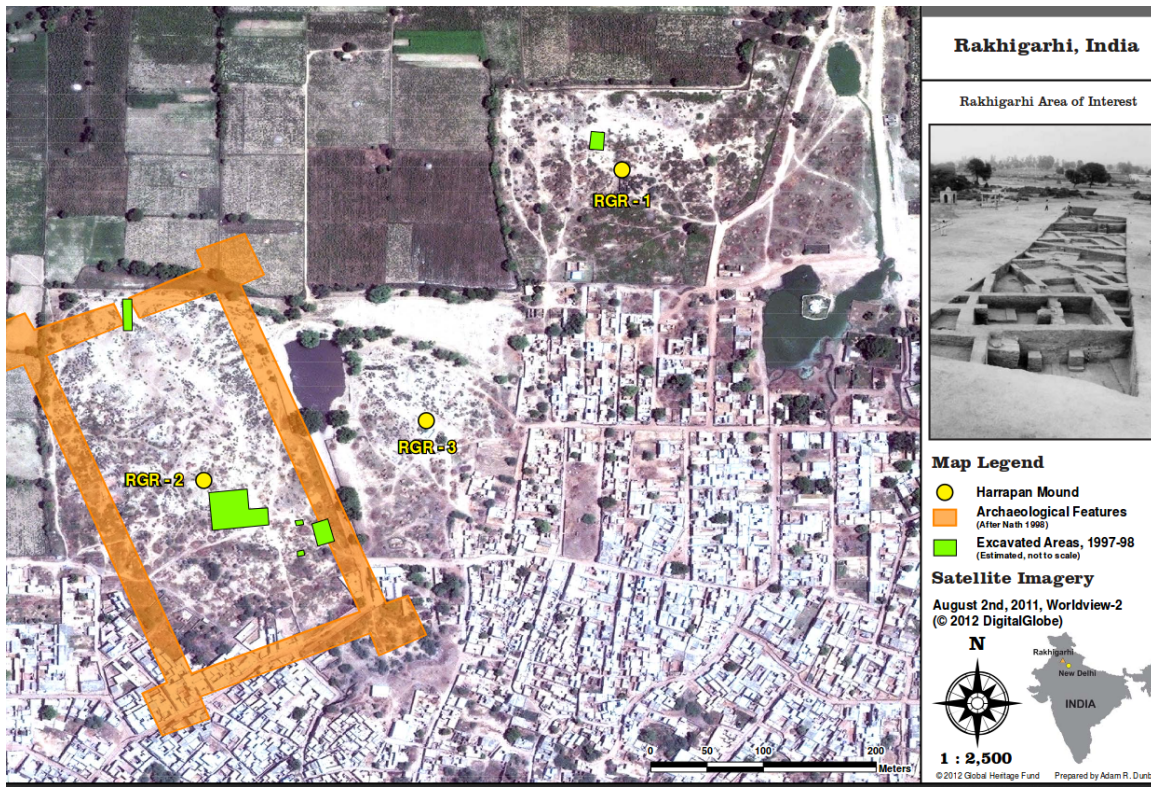 Rakhigarhi, India
Rakhigarhi Area of Interest
RGR - 1
RGR - 3
RGR - 2
Map Legend
Harrapan Mound
Archaeological Features
(After Nath 1998)
Excavated Areas, 1997-98
(Estimated, not to scale)
Satellite Imagery
August 2nd, 2011, Worldview-2
(© 2012 DigitalGlobe)
N
Rakhigarhi
New Delhi
INDIA
1 : 2,500
0 50 100 200
Meters
© 2012 Global Heritage Fund Prepared by Adam R. Dunb